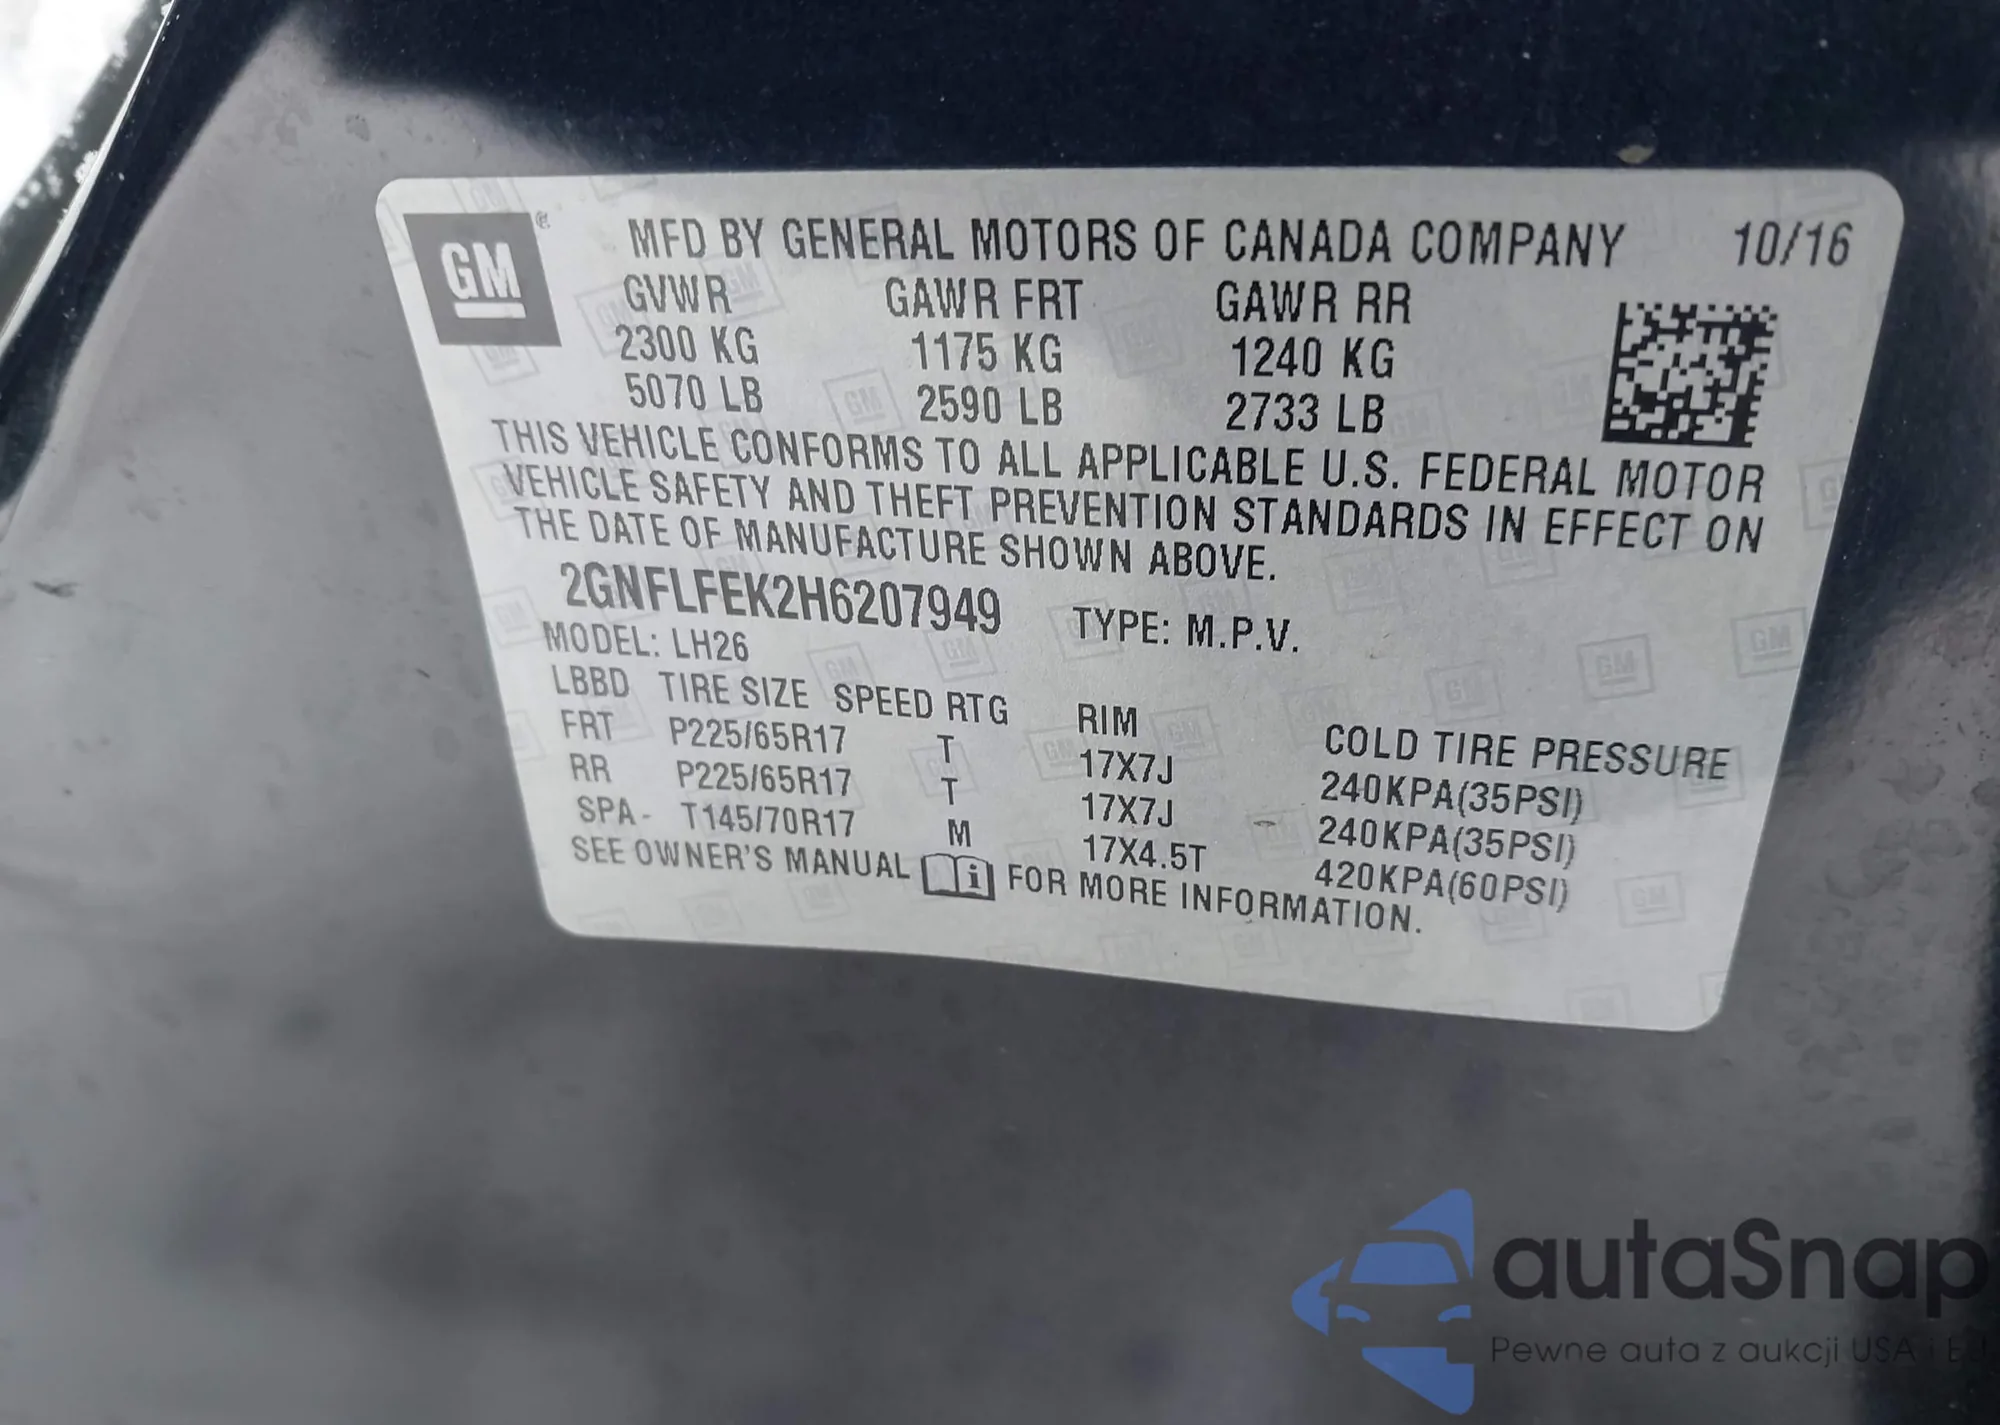 GM ®
MFD BY GENERAL MOTORS OF CANADA COMPANY 10/16
GVWR GAWR FRT GAWR RR
2300 KG 1175 KG 1240 KG
5070 LB 2590 LB 2733 LB
THIS VEHICLE CONFORMS TO ALL APPLICABLE U.S. FEDERAL MOTOR
VEHICLE SAFETY AND THEFT PREVENTION STANDARDS IN EFFECT ON
THE DATE OF MANUFACTURE SHOWN ABOVE.
2GNFLFEK2H6207949 TYPE: M.P.V.
MODEL: LH26
LBBD TIRE SIZE SPEED RTG RIM COLD TIRE PRESSURE
FRT P225/65R17 T 17X7J 240KPA(35PSI)
RR P225/65R17 T 17X7J 240KPA(35PSI)
SPA- T145/70R17 M 17X4.5T 420KPA(60PSI)
SEE OWNER'S MANUAL FOR MORE INFORMATION.
autaSnap
Pewne auta z aukcji USA i EU